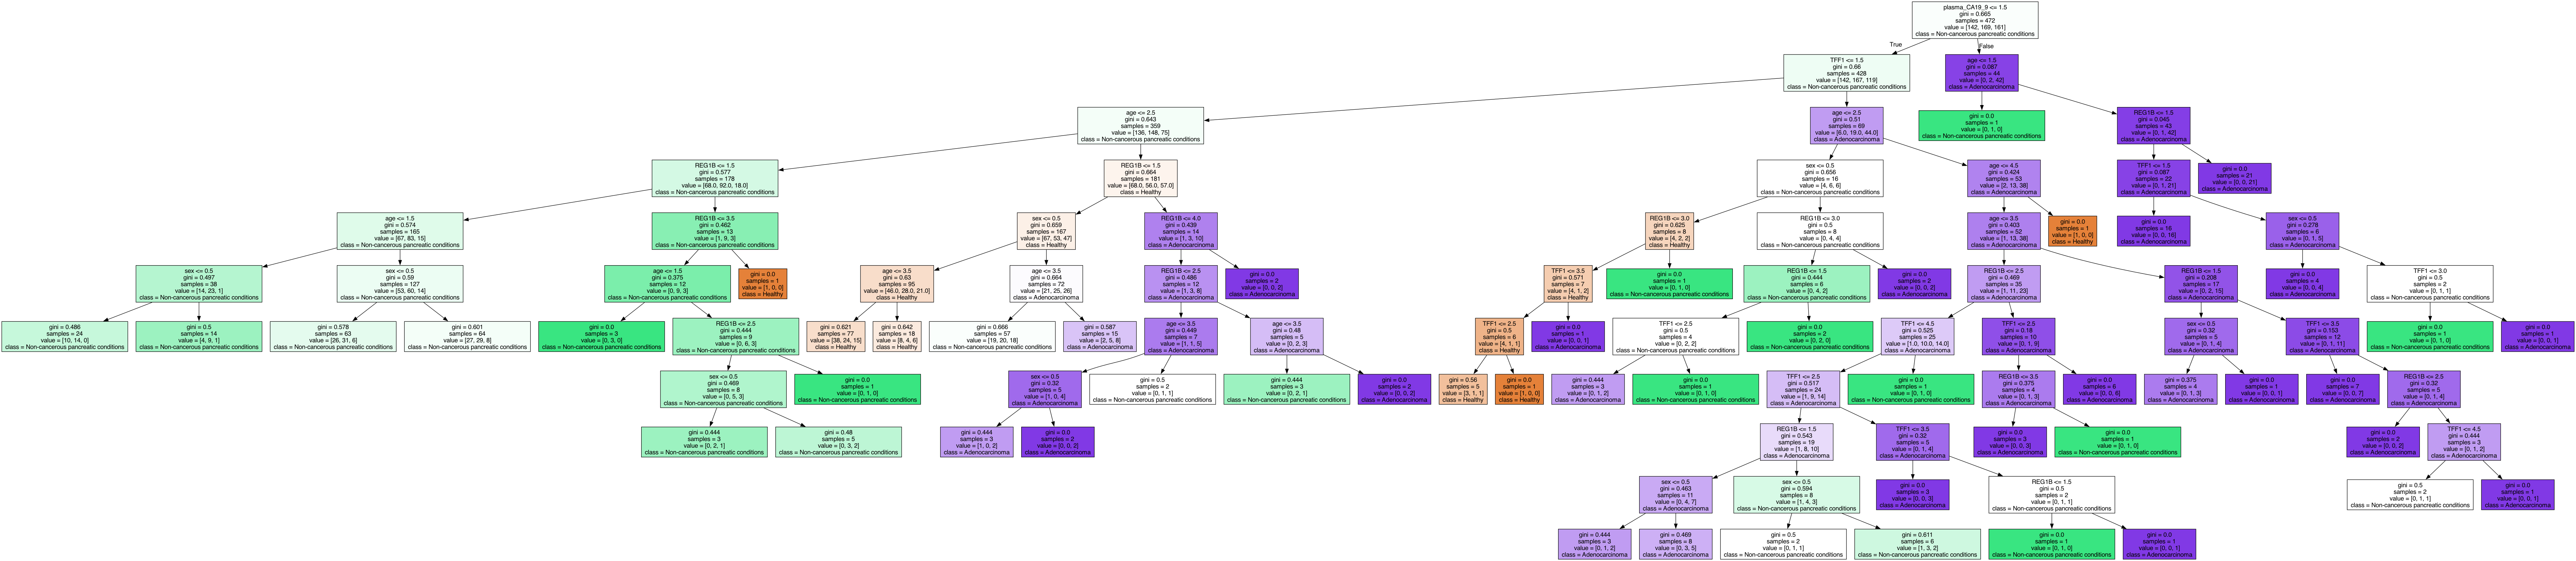 plasma_CA19_9 <= 1.5
gini = 0.665
samples = 472
value = [142, 169, 161]
class = Non-cancerous pancreatic conditions
True
False
TFF1 <= 1.5
gini = 0.66
samples = 428
value = [142, 167, 119]
class = Non-cancerous pancreatic conditions
age <= 1.5
gini = 0.087
samples = 44
value = [0, 2, 42]
class = Adenocarcinoma
age <= 2.5
gini = 0.643
samples = 359
value = [136, 148, 75]
class = Non-cancerous pancreatic conditions
age <= 2.5
gini = 0.51
samples = 69
value = [6.0, 19.0, 44.0]
class = Adenocarcinoma
gini = 0.0
samples = 1
value = [0, 1, 0]
class = Non-cancerous pancreatic conditions
REG1B <= 1.5
gini = 0.045
samples = 43
value = [0, 1, 42]
class = Adenocarcinoma
REG1B <= 1.5
gini = 0.577
samples = 178
value = [68.0, 92.0, 18.0]
class = Non-cancerous pancreatic conditions
REG1B <= 1.5
gini = 0.664
samples = 181
value = [68.0, 56.0, 57.0]
class = Healthy
sex <= 0.5
gini = 0.656
samples = 16
value = [4, 6, 6]
class = Non-cancerous pancreatic conditions
age <= 4.5
gini = 0.424
samples = 53
value = [2, 13, 38]
class = Adenocarcinoma
TFF1 <= 1.5
gini = 0.087
samples = 22
value = [0, 1, 21]
class = Adenocarcinoma
gini = 0.0
samples = 21
value = [0, 0, 21]
class = Adenocarcinoma
age <= 1.5
gini = 0.574
samples = 165
value = [67, 83, 15]
class = Non-cancerous pancreatic conditions
REG1B <= 3.5
gini = 0.462
samples = 13
value = [1, 9, 3]
class = Non-cancerous pancreatic conditions
sex <= 0.5
gini = 0.659
samples = 167
value = [67, 53, 47]
class = Healthy
REG1B <= 4.0
gini = 0.439
samples = 14
value = [1, 3, 10]
class = Adenocarcinoma
REG1B <= 3.0
gini = 0.625
samples = 8
value = [4, 2, 2]
class = Healthy
REG1B <= 3.0
gini = 0.5
samples = 8
value = [0, 4, 4]
class = Non-cancerous pancreatic conditions
age <= 3.5
gini = 0.403
samples = 52
value = [1, 13, 38]
class = Adenocarcinoma
gini = 0.0
samples = 1
value = [1, 0, 0]
class = Healthy
gini = 0.0
samples = 16
value = [0, 0, 16]
class = Adenocarcinoma
sex <= 0.5
gini = 0.278
samples = 6
value = [0, 1, 5]
class = Adenocarcinoma
sex <= 0.5
gini = 0.497
samples = 38
value = [14, 23, 1]
class = Non-cancerous pancreatic conditions
sex <= 0.5
gini = 0.59
samples = 127
value = [53, 60, 14]
class = Non-cancerous pancreatic conditions
age <= 1.5
gini = 0.375
samples = 12
value = [0, 9, 3]
class = Non-cancerous pancreatic conditions
gini = 0.0
samples = 1
value = [1, 0, 0]
class = Healthy
age <= 3.5
gini = 0.63
samples = 95
value = [46.0, 28.0, 21.0]
class = Healthy
age <= 3.5
gini = 0.664
samples = 72
value = [21, 25, 26]
class = Adenocarcinoma
REG1B <= 2.5
gini = 0.486
samples = 12
value = [1, 3, 8]
class = Adenocarcinoma
gini = 0.0
samples = 2
value = [0, 0, 2]
class = Adenocarcinoma
TFF1 <= 3.5
gini = 0.571
samples = 7
value = [4, 1, 2]
class = Healthy
gini = 0.0
samples = 1
value = [0, 1, 0]
class = Non-cancerous pancreatic conditions
REG1B <= 1.5
gini = 0.444
samples = 6
value = [0, 4, 2]
class = Non-cancerous pancreatic conditions
gini = 0.0
samples = 2
value = [0, 0, 2]
class = Adenocarcinoma
REG1B <= 2.5
gini = 0.469
samples = 35
value = [1, 11, 23]
class = Adenocarcinoma
REG1B <= 1.5
gini = 0.208
samples = 17
value = [0, 2, 15]
class = Adenocarcinoma
gini = 0.0
samples = 4
value = [0, 0, 4]
class = Adenocarcinoma
TFF1 <= 3.0
gini = 0.5
samples = 2
value = [0, 1, 1]
class = Non-cancerous pancreatic conditions
gini = 0.486
samples = 24
value = [10, 14, 0]
class = Non-cancerous pancreatic conditions
gini = 0.5
samples = 14
value = [4, 9, 1]
class = Non-cancerous pancreatic conditions
gini = 0.578
samples = 63
value = [26, 31, 6]
class = Non-cancerous pancreatic conditions
gini = 0.601
samples = 64
value = [27, 29, 8]
class = Non-cancerous pancreatic conditions
gini = 0.0
samples = 3
value = [0, 3, 0]
class = Non-cancerous pancreatic conditions
REG1B <= 2.5
gini = 0.444
samples = 9
value = [0, 6, 3]
class = Non-cancerous pancreatic conditions
gini = 0.621
samples = 77
value = [38, 24, 15]
class = Healthy
gini = 0.642
samples = 18
value = [8, 4, 6]
class = Healthy
gini = 0.666
samples = 57
value = [19, 20, 18]
class = Non-cancerous pancreatic conditions
gini = 0.587
samples = 15
value = [2, 5, 8]
class = Adenocarcinoma
age <= 3.5
gini = 0.449
samples = 7
value = [1, 1, 5]
class = Adenocarcinoma
age <= 3.5
gini = 0.48
samples = 5
value = [0, 2, 3]
class = Adenocarcinoma
TFF1 <= 2.5
gini = 0.5
samples = 6
value = [4, 1, 1]
class = Healthy
gini = 0.0
samples = 1
value = [0, 0, 1]
class = Adenocarcinoma
TFF1 <= 2.5
gini = 0.5
samples = 4
value = [0, 2, 2]
class = Non-cancerous pancreatic conditions
gini = 0.0
samples = 2
value = [0, 2, 0]
class = Non-cancerous pancreatic conditions
TFF1 <= 4.5
gini = 0.525
samples = 25
value = [1.0, 10.0, 14.0]
class = Adenocarcinoma
TFF1 <= 2.5
gini = 0.18
samples = 10
value = [0, 1, 9]
class = Adenocarcinoma
sex <= 0.5
gini = 0.32
samples = 5
value = [0, 1, 4]
class = Adenocarcinoma
TFF1 <= 3.5
gini = 0.153
samples = 12
value = [0, 1, 11]
class = Adenocarcinoma
gini = 0.0
samples = 1
value = [0, 1, 0]
class = Non-cancerous pancreatic conditions
gini = 0.0
samples = 1
value = [0, 0, 1]
class = Adenocarcinoma
sex <= 0.5
gini = 0.469
samples = 8
value = [0, 5, 3]
class = Non-cancerous pancreatic conditions
gini = 0.0
samples = 1
value = [0, 1, 0]
class = Non-cancerous pancreatic conditions
sex <= 0.5
gini = 0.32
samples = 5
value = [1, 0, 4]
class = Adenocarcinoma
gini = 0.5
samples = 2
value = [0, 1, 1]
class = Non-cancerous pancreatic conditions
gini = 0.444
samples = 3
value = [0, 2, 1]
class = Non-cancerous pancreatic conditions
gini = 0.0
samples = 2
value = [0, 0, 2]
class = Adenocarcinoma
gini = 0.56
samples = 5
value = [3, 1, 1]
class = Healthy
gini = 0.0
samples = 1
value = [1, 0, 0]
class = Healthy
gini = 0.444
samples = 3
value = [0, 1, 2]
class = Adenocarcinoma
gini = 0.0
samples = 1
value = [0, 1, 0]
class = Non-cancerous pancreatic conditions
TFF1 <= 2.5
gini = 0.517
samples = 24
value = [1, 9, 14]
class = Adenocarcinoma
gini = 0.0
samples = 1
value = [0, 1, 0]
class = Non-cancerous pancreatic conditions
REG1B <= 3.5
gini = 0.375
samples = 4
value = [0, 1, 3]
class = Adenocarcinoma
gini = 0.0
samples = 6
value = [0, 0, 6]
class = Adenocarcinoma
gini = 0.375
samples = 4
value = [0, 1, 3]
class = Adenocarcinoma
gini = 0.0
samples = 1
value = [0, 0, 1]
class = Adenocarcinoma
gini = 0.0
samples = 7
value = [0, 0, 7]
class = Adenocarcinoma
REG1B <= 2.5
gini = 0.32
samples = 5
value = [0, 1, 4]
class = Adenocarcinoma
gini = 0.444
samples = 3
value = [0, 2, 1]
class = Non-cancerous pancreatic conditions
gini = 0.48
samples = 5
value = [0, 3, 2]
class = Non-cancerous pancreatic conditions
gini = 0.444
samples = 3
value = [1, 0, 2]
class = Adenocarcinoma
gini = 0.0
samples = 2
value = [0, 0, 2]
class = Adenocarcinoma
REG1B <= 1.5
gini = 0.543
samples = 19
value = [1, 8, 10]
class = Adenocarcinoma
TFF1 <= 3.5
gini = 0.32
samples = 5
value = [0, 1, 4]
class = Adenocarcinoma
gini = 0.0
samples = 3
value = [0, 0, 3]
class = Adenocarcinoma
gini = 0.0
samples = 1
value = [0, 1, 0]
class = Non-cancerous pancreatic conditions
gini = 0.0
samples = 2
value = [0, 0, 2]
class = Adenocarcinoma
TFF1 <= 4.5
gini = 0.444
samples = 3
value = [0, 1, 2]
class = Adenocarcinoma
sex <= 0.5
gini = 0.463
samples = 11
value = [0, 4, 7]
class = Adenocarcinoma
sex <= 0.5
gini = 0.594
samples = 8
value = [1, 4, 3]
class = Non-cancerous pancreatic conditions
gini = 0.0
samples = 3
value = [0, 0, 3]
class = Adenocarcinoma
REG1B <= 1.5
gini = 0.5
samples = 2
value = [0, 1, 1]
class = Non-cancerous pancreatic conditions
gini = 0.5
samples = 2
value = [0, 1, 1]
class = Non-cancerous pancreatic conditions
gini = 0.0
samples = 1
value = [0, 0, 1]
class = Adenocarcinoma
gini = 0.444
samples = 3
value = [0, 1, 2]
class = Adenocarcinoma
gini = 0.469
samples = 8
value = [0, 3, 5]
class = Adenocarcinoma
gini = 0.5
samples = 2
value = [0, 1, 1]
class = Non-cancerous pancreatic conditions
gini = 0.611
samples = 6
value = [1, 3, 2]
class = Non-cancerous pancreatic conditions
gini = 0.0
samples = 1
value = [0, 1, 0]
class = Non-cancerous pancreatic conditions
gini = 0.0
samples = 1
value = [0, 0, 1]
class = Adenocarcinoma